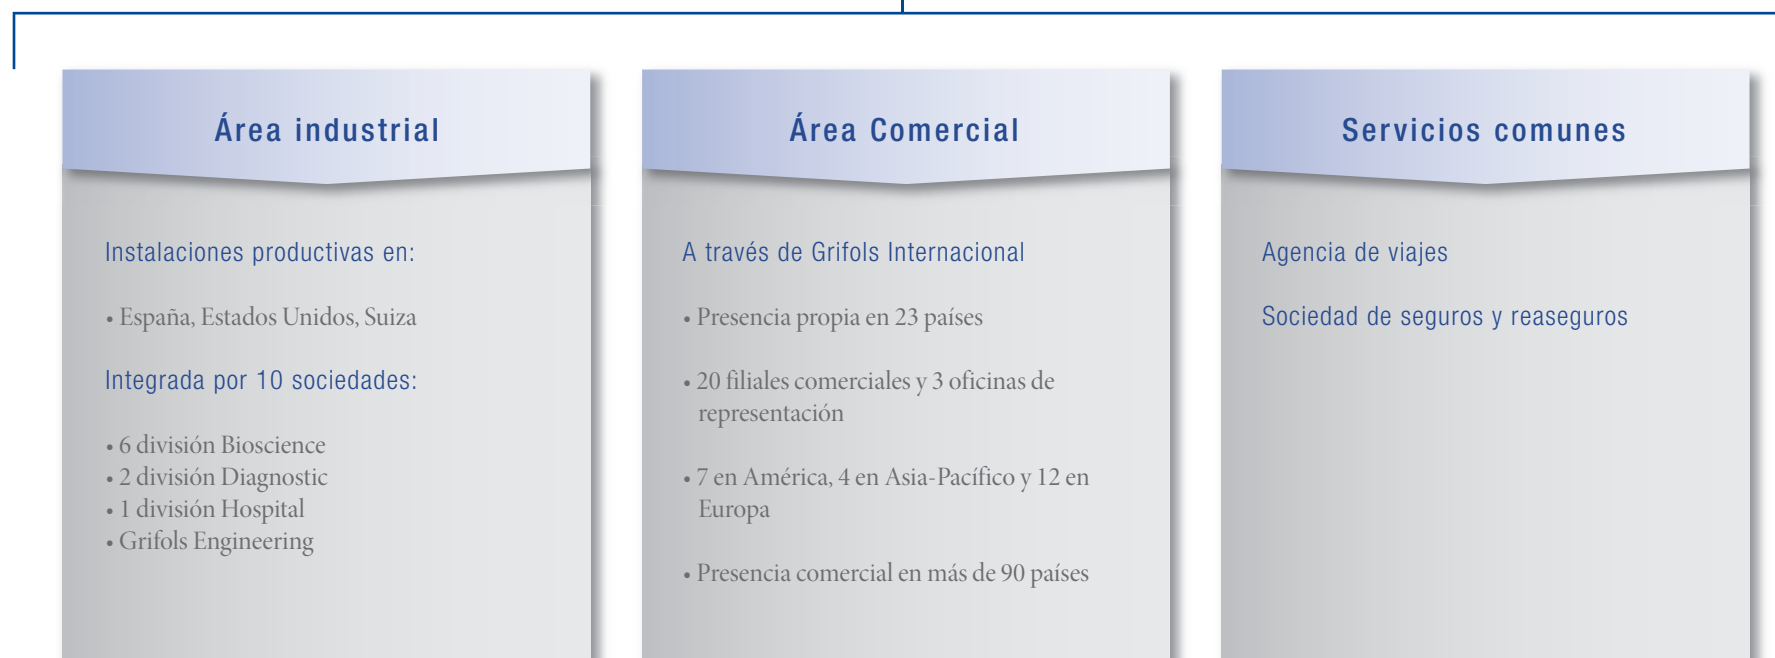 Área industrial
Instalaciones productivas en:
• España, Estados Unidos, Suiza
Integrada por 10 sociedades:
• 6 división Bioscience
• 2 división Diagnostic
• 1 división Hospital
• Grifols Engineering
Área Comercial
A través de Grifols Internacional
• Presencia propia en 23 países
• 20 filiales comerciales y 3 oficinas de
representación
• 7 en América, 4 en Asia-Pacífico y 12 en
Europa
• Presencia comercial en más de 90 países
Servicios comunes
Agencia de viajes
Sociedad de seguros y reaseguros